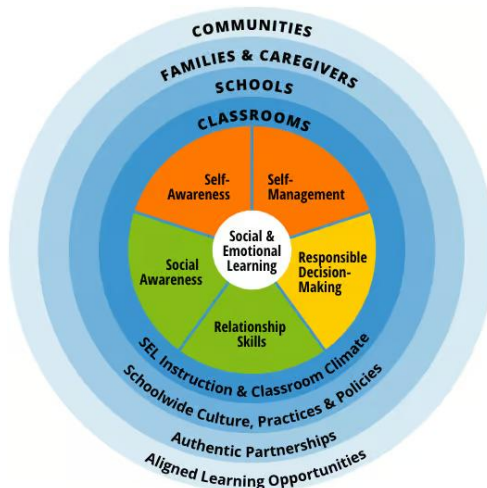 COMMUNITIES
FAMILIES & CAREGIVERS
SCHOOLS
CLASSROOMS
Self-
Awareness
Self-
Management
Social &
Emotional
Learning
Social
Awareness
Responsible
Decision-
Making
Relationship
Skills
SEL Instruction & Classroom Climate
Schoolwide Culture, Practices & Policies
Authentic Partnerships
Aligned Learning Opportunities